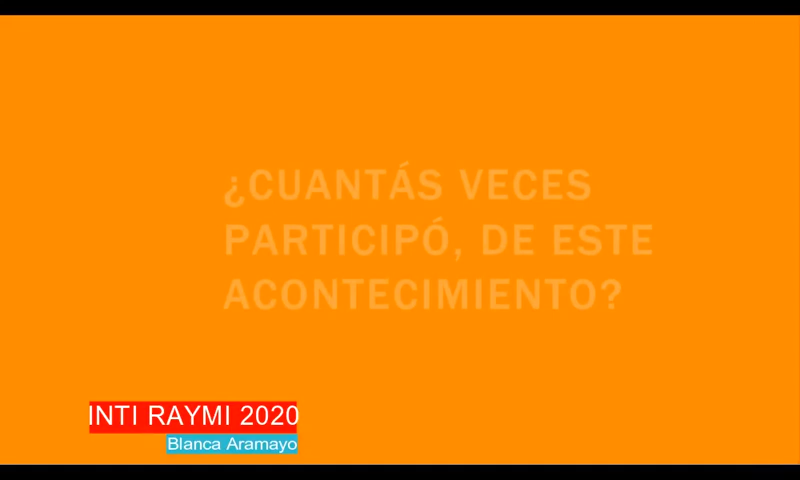 ¿CUANTÁS VECES
PARTICIPÓ, DE ESTE
ACONTECIMIENTO?
INTI RAYMI 2020
Blanca Aramayo